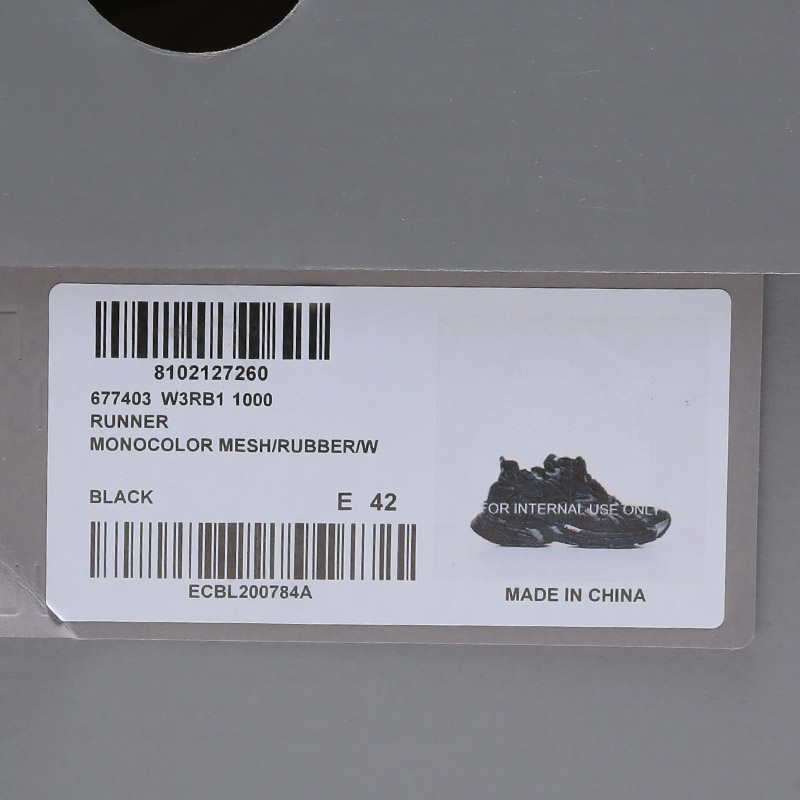 8102127260
677403 W3RB1 1000
RUNNER
MONOCOLOR MESH/RUBBER/W
BLACK
E 42
ECBL200784A
FOR INTERNAL USE ONLY
MADE IN CHINA